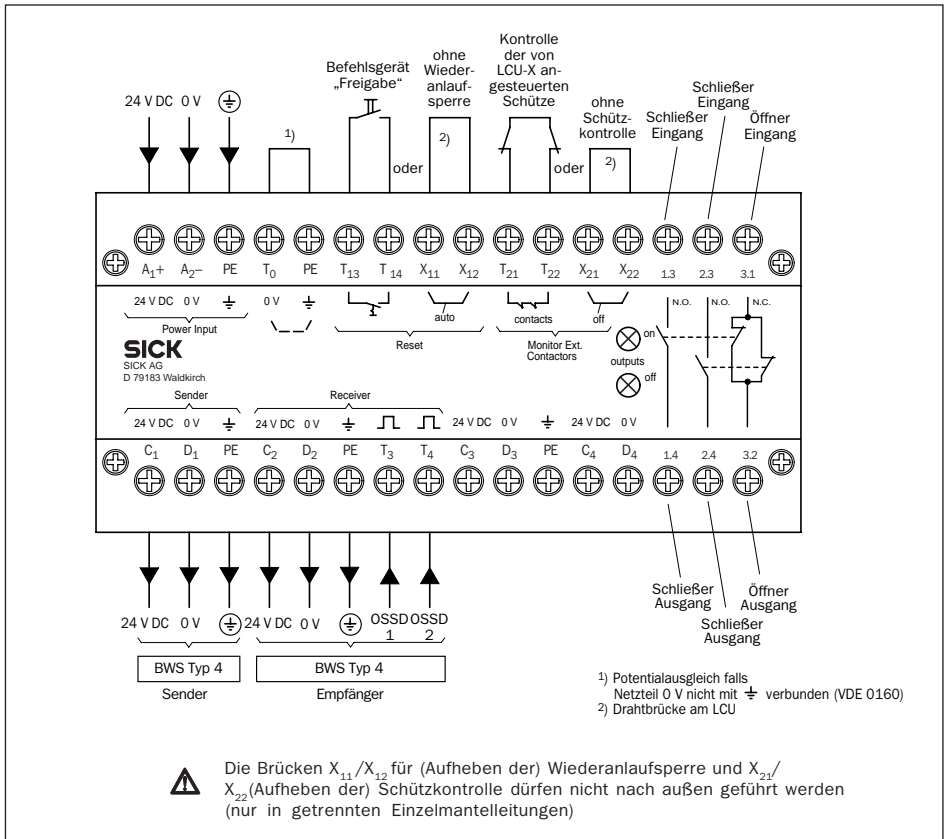 Befehlsgerät
„Freigabe“
ohne
Wieder-
anlauf-
sperre
Kontrolle
der von
LCU-X an-
gesteuerten
Schütze
ohne
Schütz-
kontrolle
Schließer
Eingang
Schließer
Eingang
Öffner
Eingang
24 V DC 0 V
1)
oder
2)
oder
2)
A₁+ A₂− PE T₀ PE T₁₃ T₁₄ X₁₁ X₁₂ T₂₁ T₂₂ X₂₁ X₂₂ 1.3 2.3 3.1
24 V DC 0 V 0 V auto contacts off N.O. N.O. N.C.
Power Input
Reset
Monitor Ext.
Contactors
on
outputs
off
SICK
SICK AG
D 79183 Waldkirch
Sender
Receiver
24 V DC 0 V 24 V DC 0 V 24 V DC 0 V 24 V DC 0 V
C₁ D₁ PE C₂ D₂ PE T₃ T₄ C₃ D₃ PE C₄ D₄ 1.4 2.4 3.2
24 V DC 0 V 24 V DC 0 V OSSD 1 OSSD 2
BWS Typ 4
Sender
BWS Typ 4
Empfänger
Schließer
Ausgang
Schließer
Ausgang
Öffner
Ausgang
1) Potentialausgleich falls
Netzteil 0 V nicht mit ⏚ verbunden (VDE 0160)
2) Drahtbrücke am LCU
Die Brücken X₁₁/X₁₂ für (Aufheben der) Wiederanlaufsperre und X₂₁/
X₂₂(Aufheben der) Schützkontrolle dürfen nicht nach außen geführt werden
(nur in getrennten Einzelmantelleitungen)